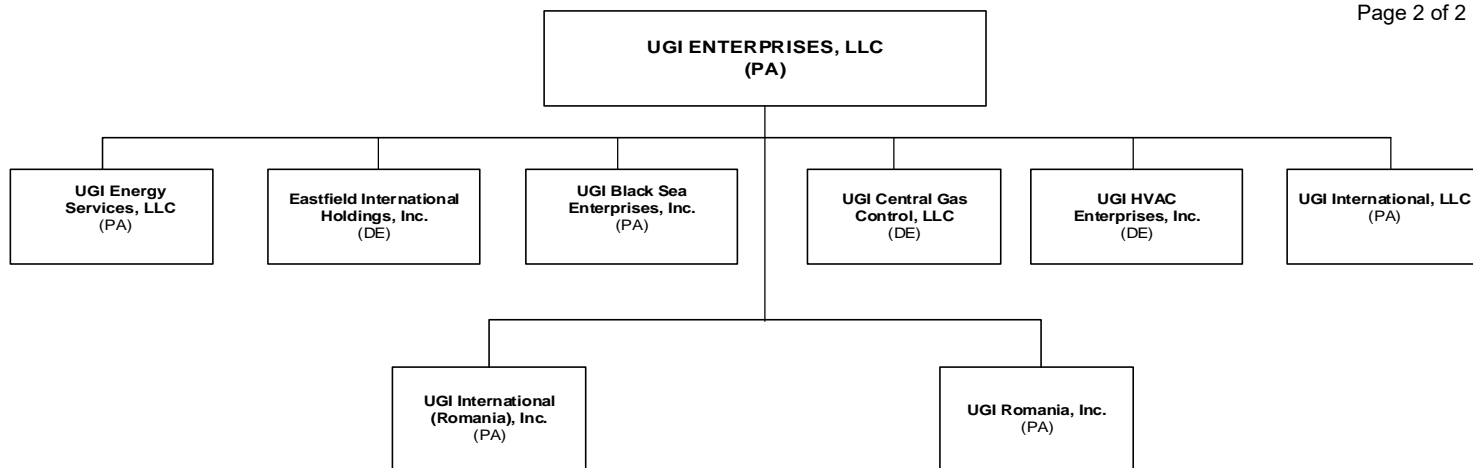 Page 2 of 2
UGI ENTERPRISES, LLC
(PA)
UGI Energy
Services, LLC
(PA)
Eastfield International
Holdings, Inc.
(DE)
UGI Black Sea
Enterprises, Inc.
(PA)
UGI Central Gas
Control, LLC
(DE)
UGI HVAC
Enterprises, Inc.
(DE)
UGI International, LLC
(PA)
UGI International
(Romania), Inc.
(PA)
UGI Romania, Inc.
(PA)